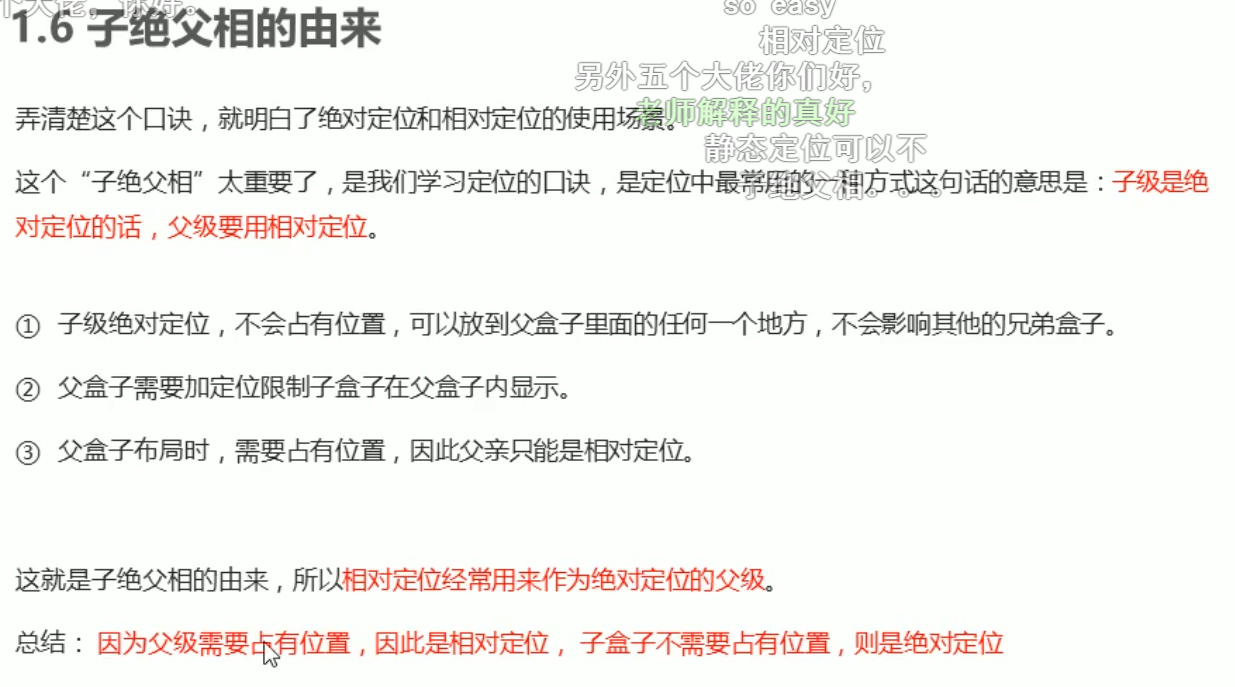 个大佬，你好。
so easy
1.6 子绝父相的由来
相对定位
另外五个大佬你们好，
老师解释的真好
弄清楚这个口诀，就明白了绝对定位和相对定位的使用场景。
静态定位可以不
这个“子绝父相”太重要了，是我们学习定位的口诀，是定位中最常用的一种方式这句话的意思是：子级是绝
子绝父相。。。
对定位的话，父级要用相对定位。
① 子级绝对定位，不会占有位置，可以放到父盒子里面的任何一个地方，不会影响其他的兄弟盒子。
② 父盒子需要加定位限制子盒子在父盒子内显示。
③ 父盒子布局时，需要占有位置，因此父亲只能是相对定位。
这就是子绝父相的由来，所以相对定位经常用来作为绝对定位的父级。
总结： 因为父级需要占有位置，因此是相对定位， 子盒子不需要占有位置，则是绝对定位